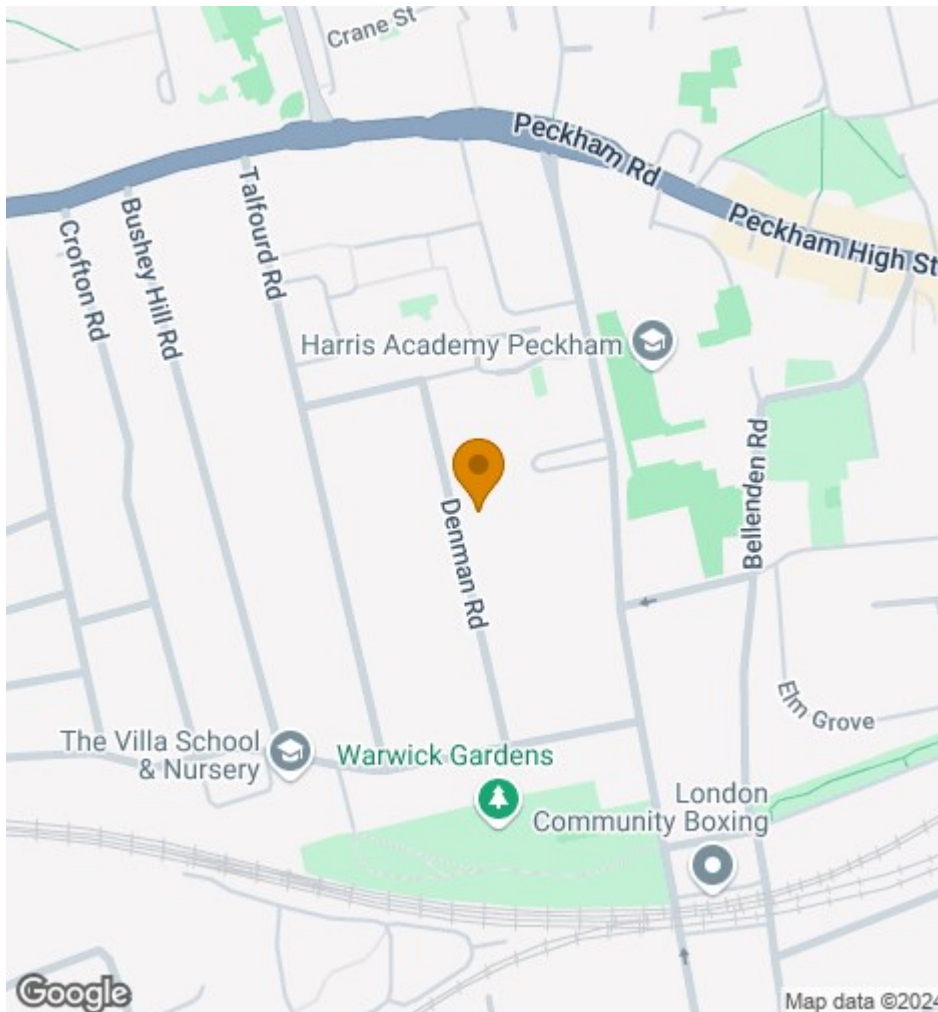 Crane St
Peckham Rd
Peckham High St
Talfourd Rd
Bushey Hill Rd
Crofton Rd
Harris Academy Peckham
Bellenden Rd
Denman Rd
Elm Grove
The Villa School
& Nursery
Warwick Gardens
London
Community Boxing
Google
Map data ©2024